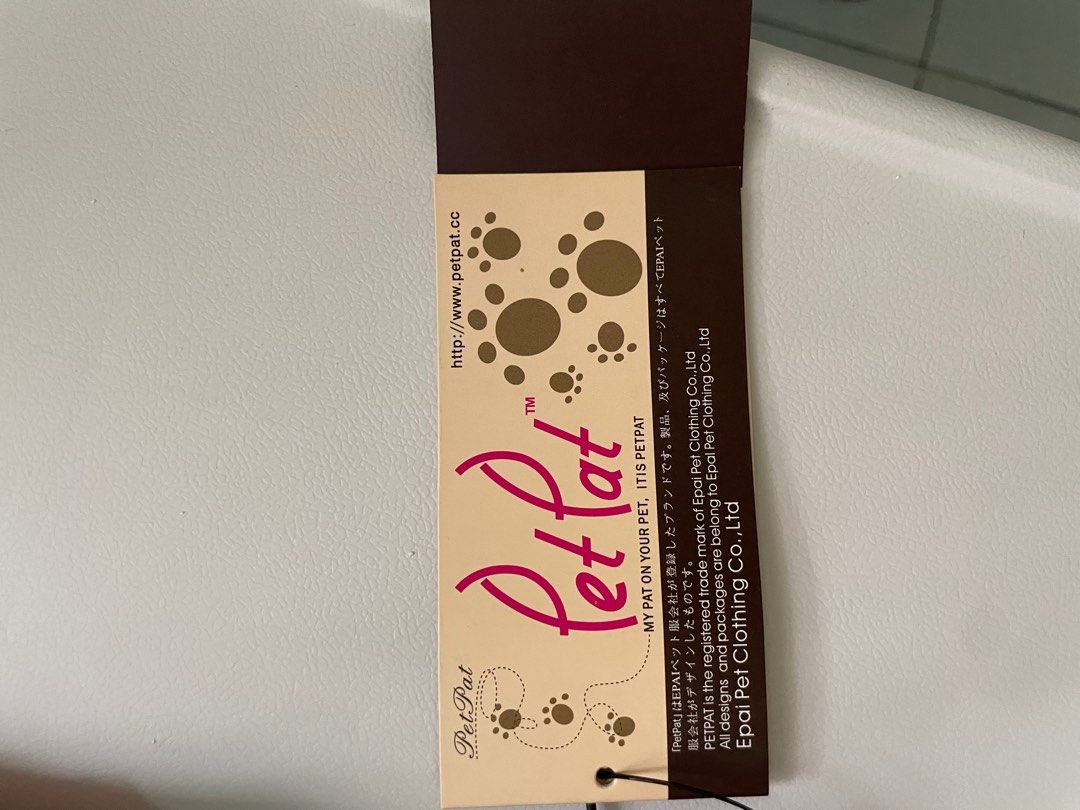 PetPat
http://www.petpat.cc
Pet Pat™
MY PAT ON YOUR PET, ITIS PETPAT
「PetPat」はEPAIペット服会社が登録したブランドです。製品、及びパッケージはすべてEPAIペット
服会社がデザインしたものです。
PETPAT is the registered trade mark of Epai Pet Clothing Co.,Ltd
All designs and packages are belong to Epai Pet Clothing Co.,Ltd
Epai Pet Clothing Co.,Ltd